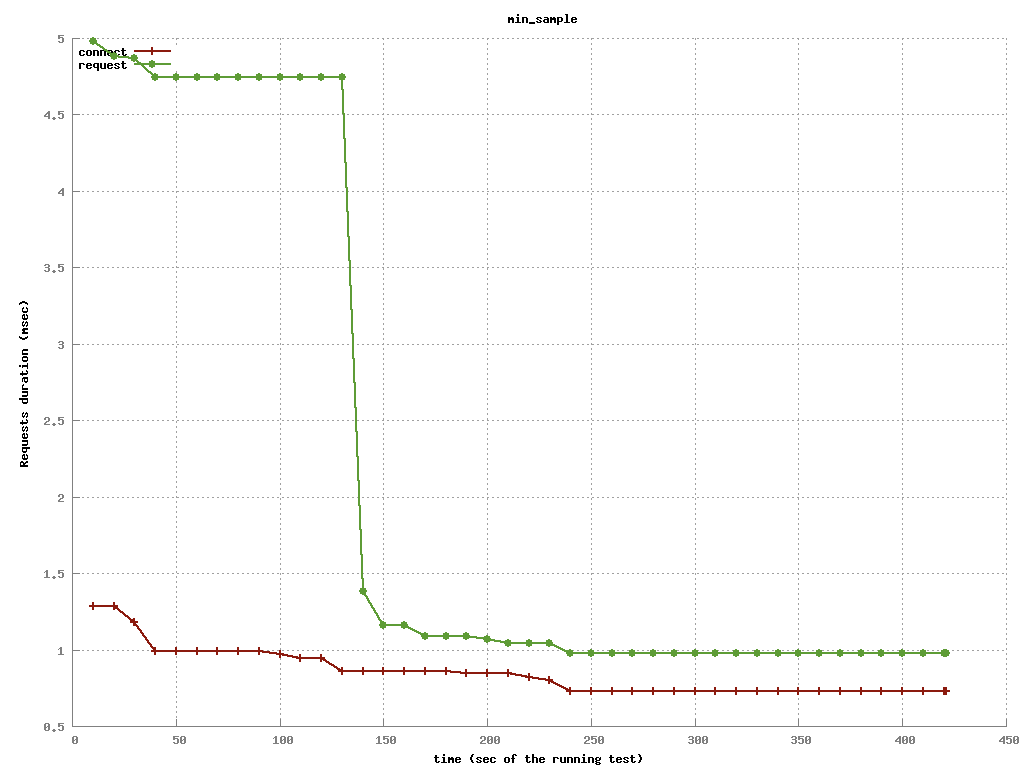 min_sample
connect
request
5
4.5
4
3.5
3
2.5
2
1.5
1
0.5
Requests duration (msec)
0 50 100 150 200 250 300 350 400 450
time (sec of the running test)